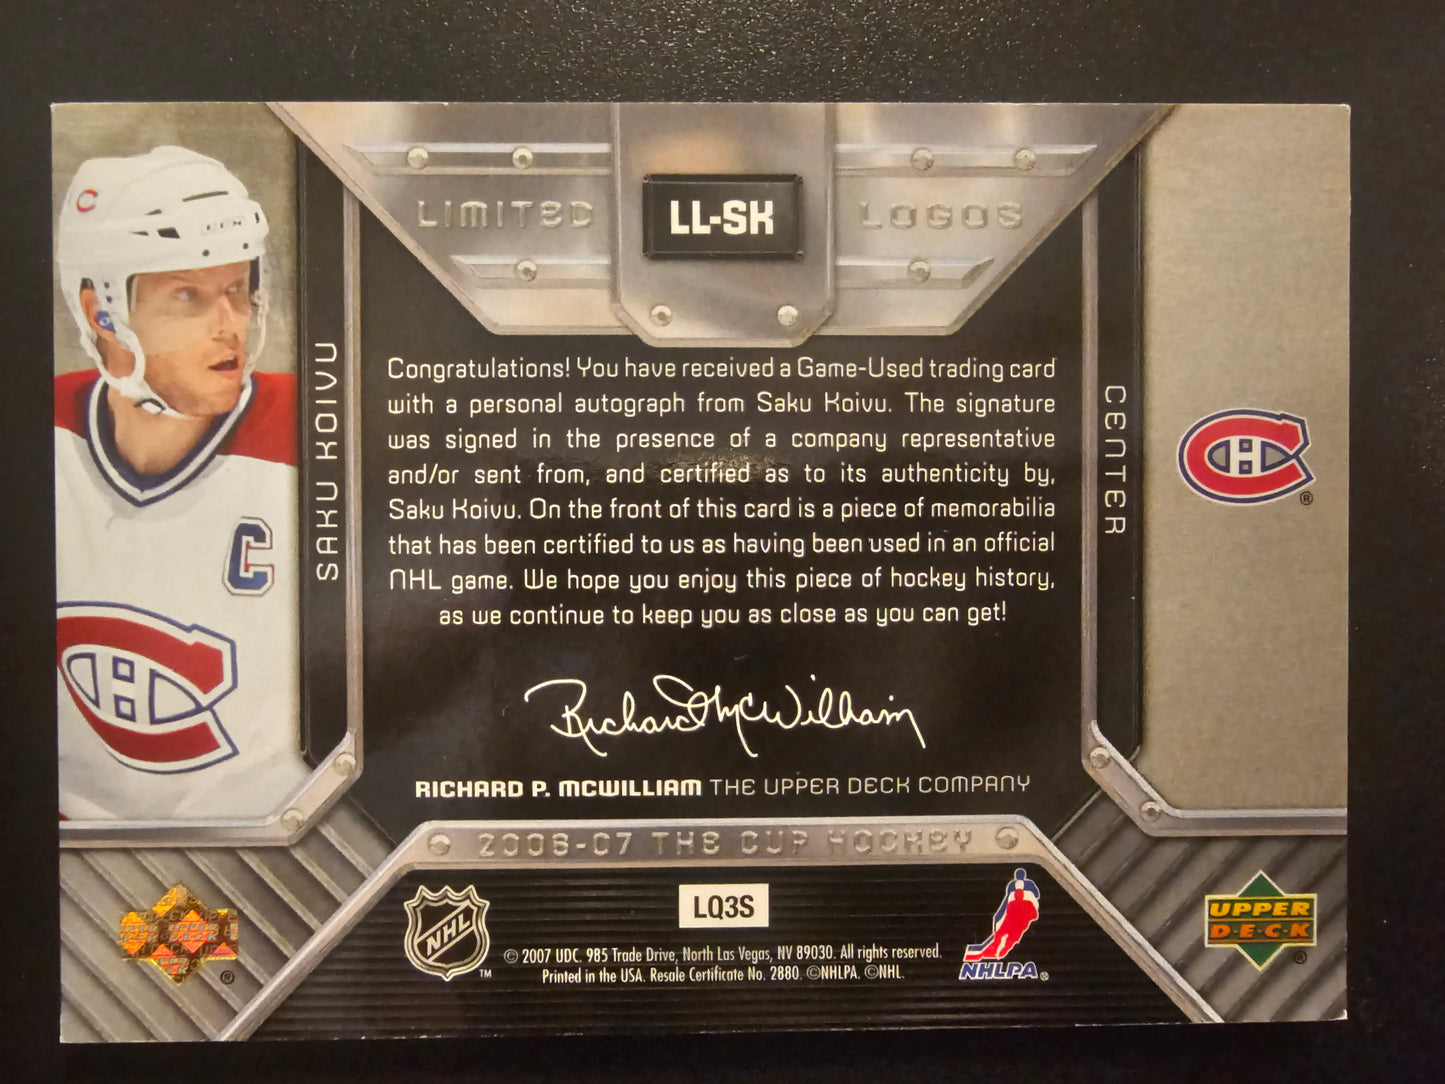 LIMITED LL-SK LOGOS
CCM
SAKU KOIVU
CENTER
C
Congratulations! You have received a Game-Used trading card
with a personal autograph from Saku Koivu. The signature
was signed in the presence of a company representative
and/or sent from, and certified as to its authenticity by,
Saku Koivu. On the front of this card is a piece of memorabilia
that has been certified to us as having been used in an official
NHL game. We hope you enjoy this piece of hockey history,
as we continue to keep you as close as you can get!
Richard McWilliam
RICHARD P. MCWILLIAM THE UPPER DECK COMPANY
2006-07 THE CUP HOCKEY
NHL ™
LQ3S
© 2007 UDC. 985 Trade Drive, North Las Vegas, NV 89030. All rights reserved.
Printed in the USA. Resale Certificate No. 2880. ©NHLPA. ©NHL.
NHLPA ®
UPPER
D·E·C·K
®